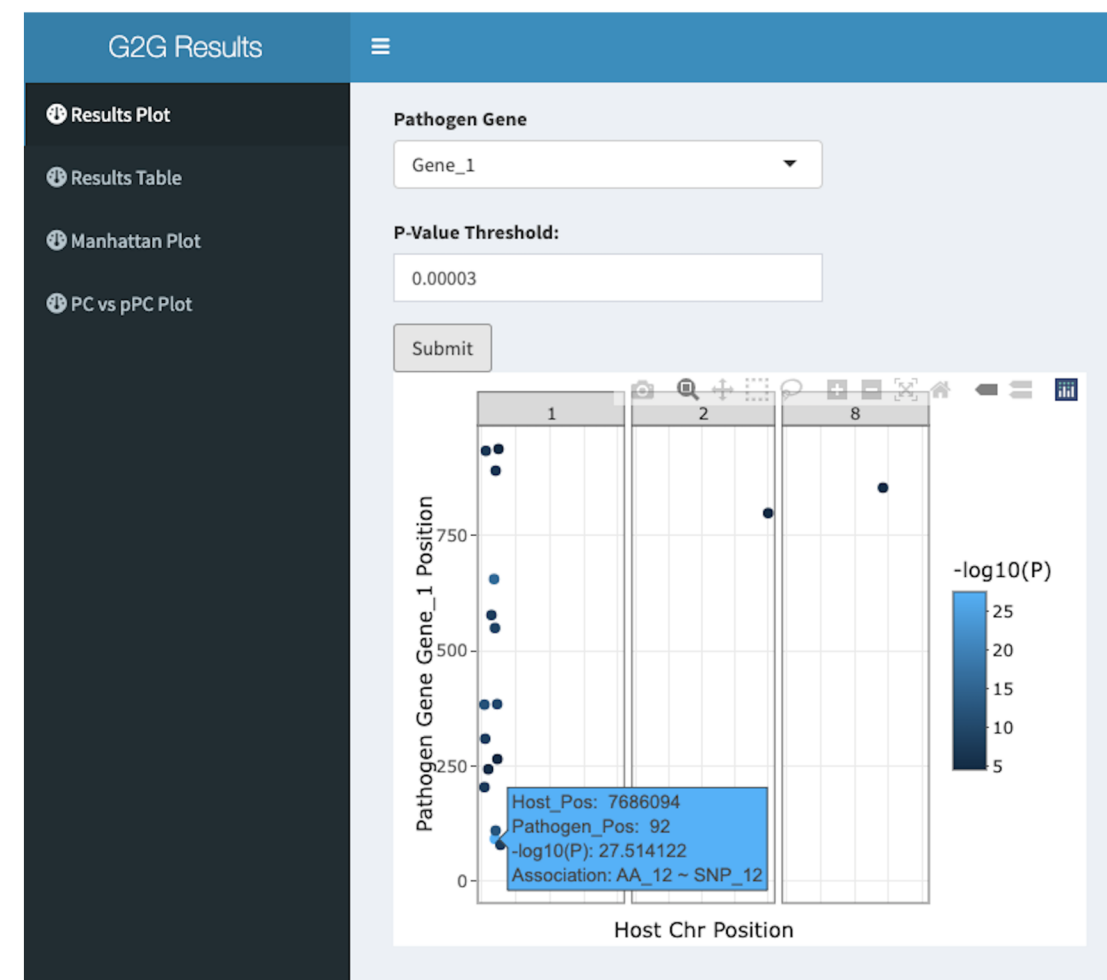 G2G Results
Results Plot
Results Table
Manhattan Plot
PC vs pPC Plot
Pathogen Gene
Gene_1
P-Value Threshold:
0.00003
Submit
1 2 8
Pathogen Gene Gene_1 Position
750
500
250
0
Host_Pos: 7686094
Pathogen_Pos: 92
-log10(P): 27.514122
Association: AA_12 ~ SNP_12
Host Chr Position
-log10(P)
25
20
15
10
5